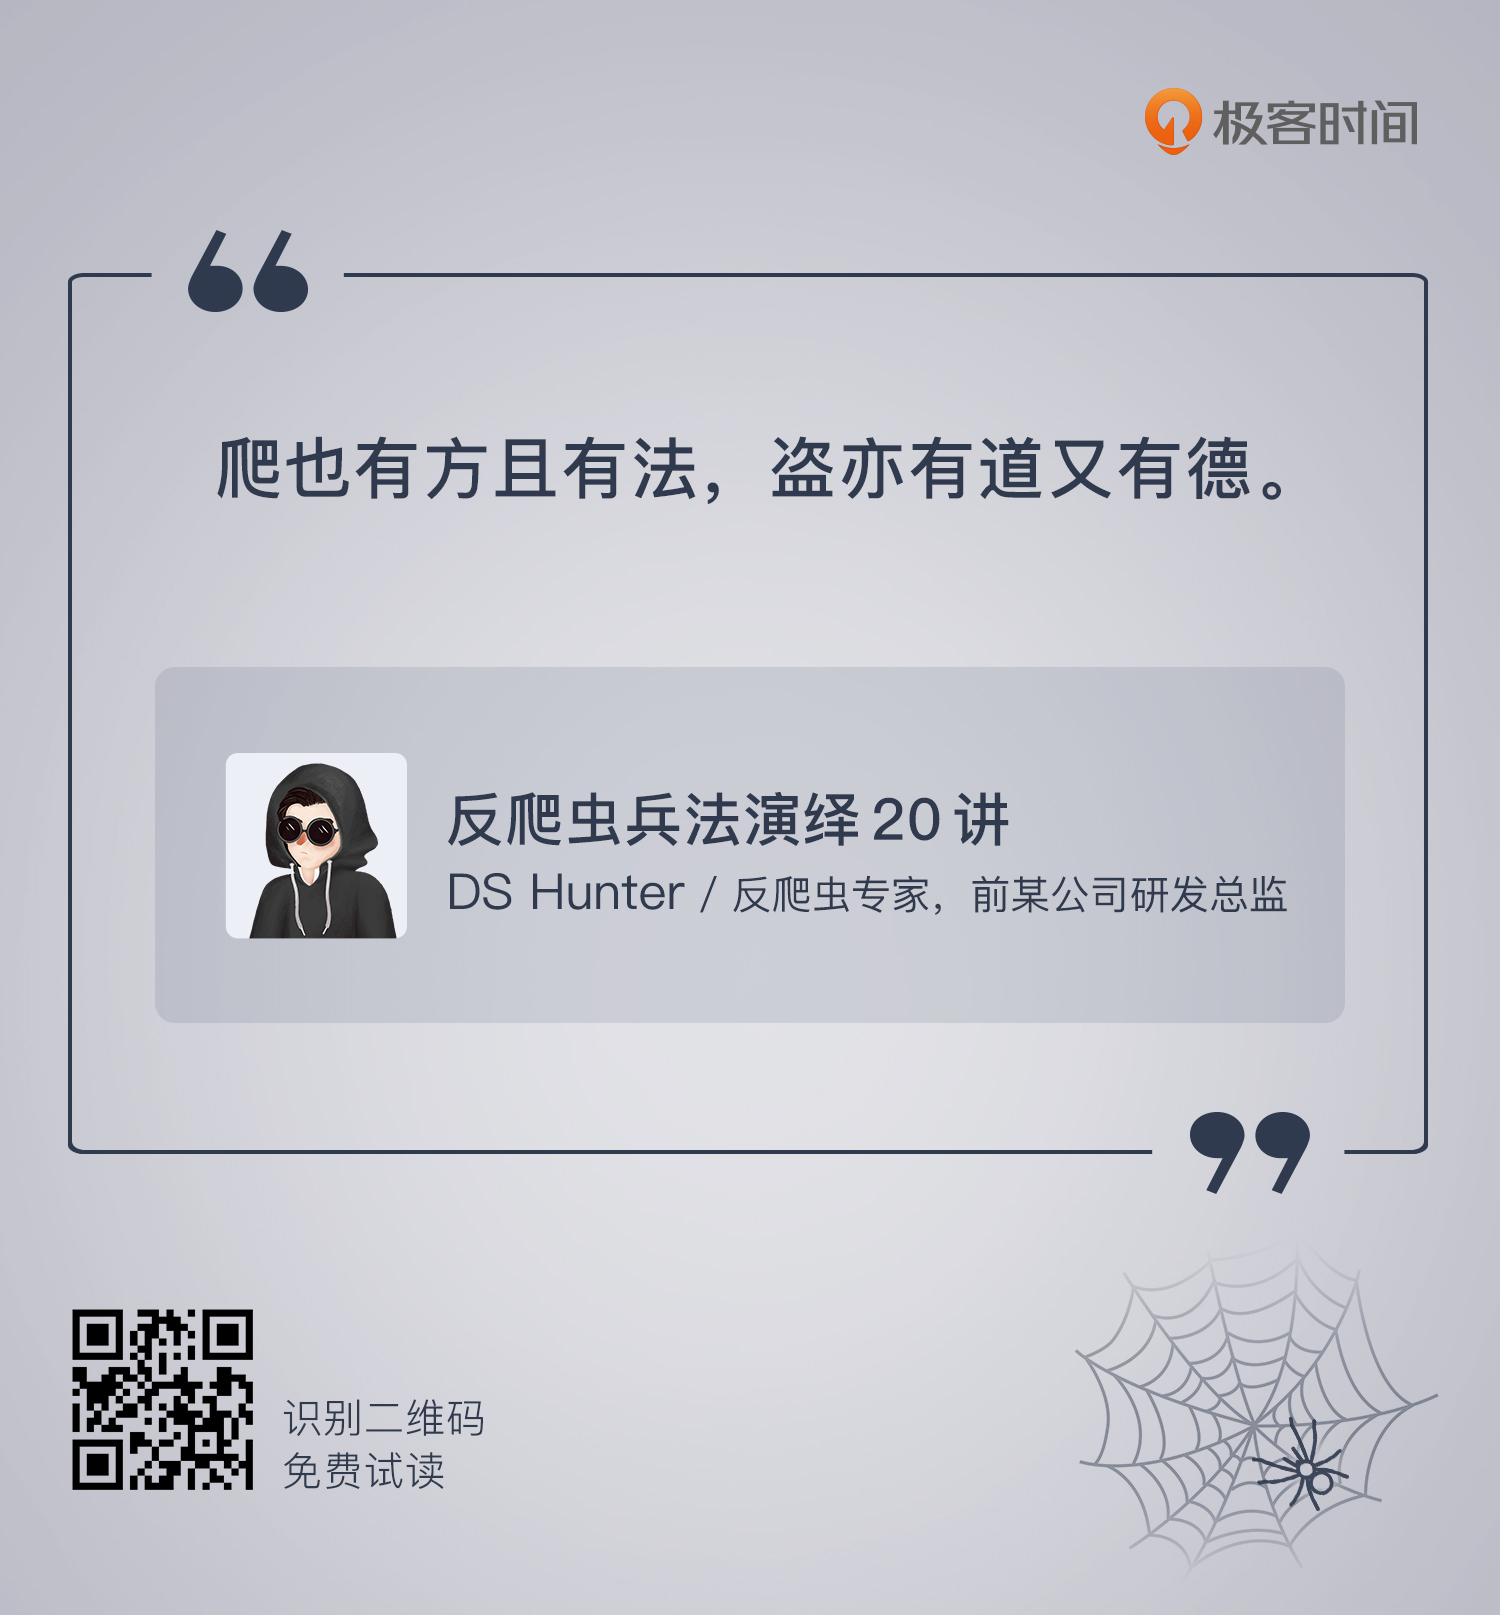 极客时间
爬也有方且有法，盗亦有道又有德。
反爬虫兵法演绎 20 讲
DS Hunter / 反爬虫专家，前某公司研发总监
识别二维码
免费试读